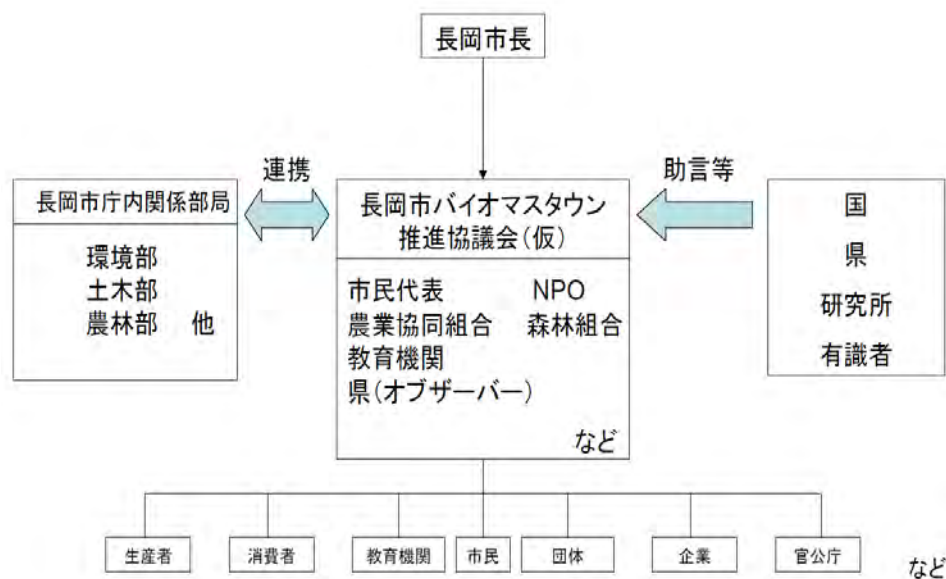 長岡市長
連携
助言等
長岡市庁内関係部局
環境部
土木部
農林部 他
長岡市バイオマスタウン
推進協議会(仮)
市民代表 NPO
農業協同組合 森林組合
教育機関
県(オブザーバー)
など
国
県
研究所
有識者
生産者 消費者 教育機関 市民 団体 企業 官公庁
など